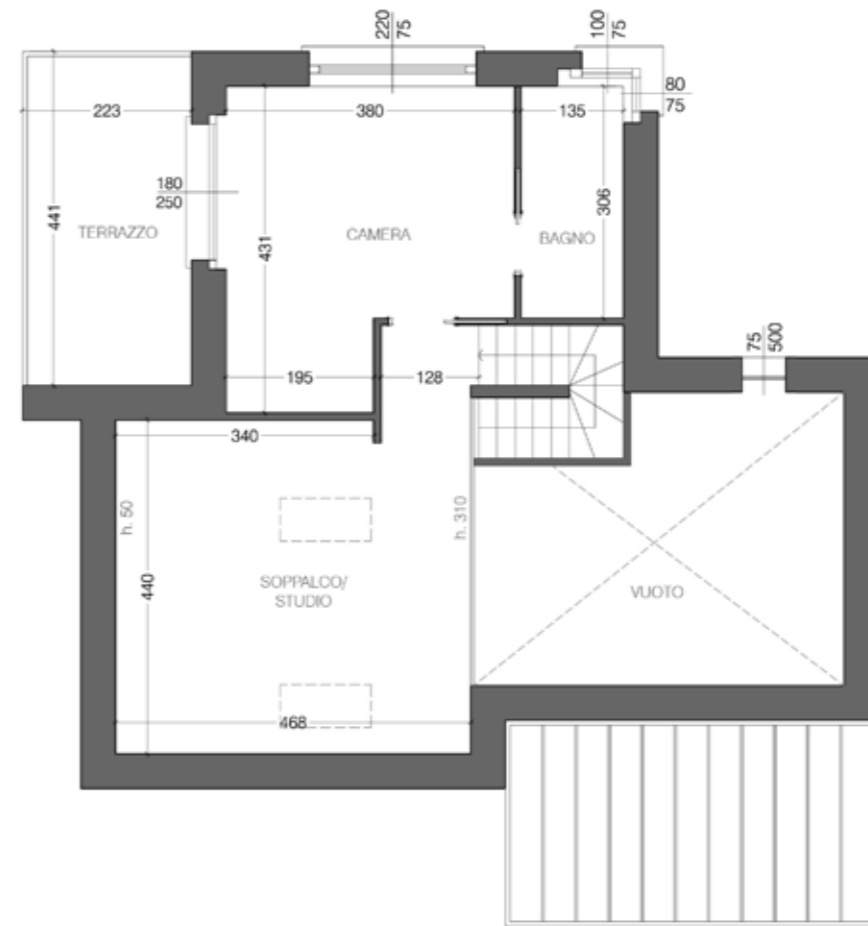 220
75
100
75
80
75
223
380
135
180
250
441
TERRAZZO
431
CAMERA
306
BAGNO
75
500
195
128
340
h. 50
h. 310
440
SOPPALCO/
STUDIO
VUOTO
468